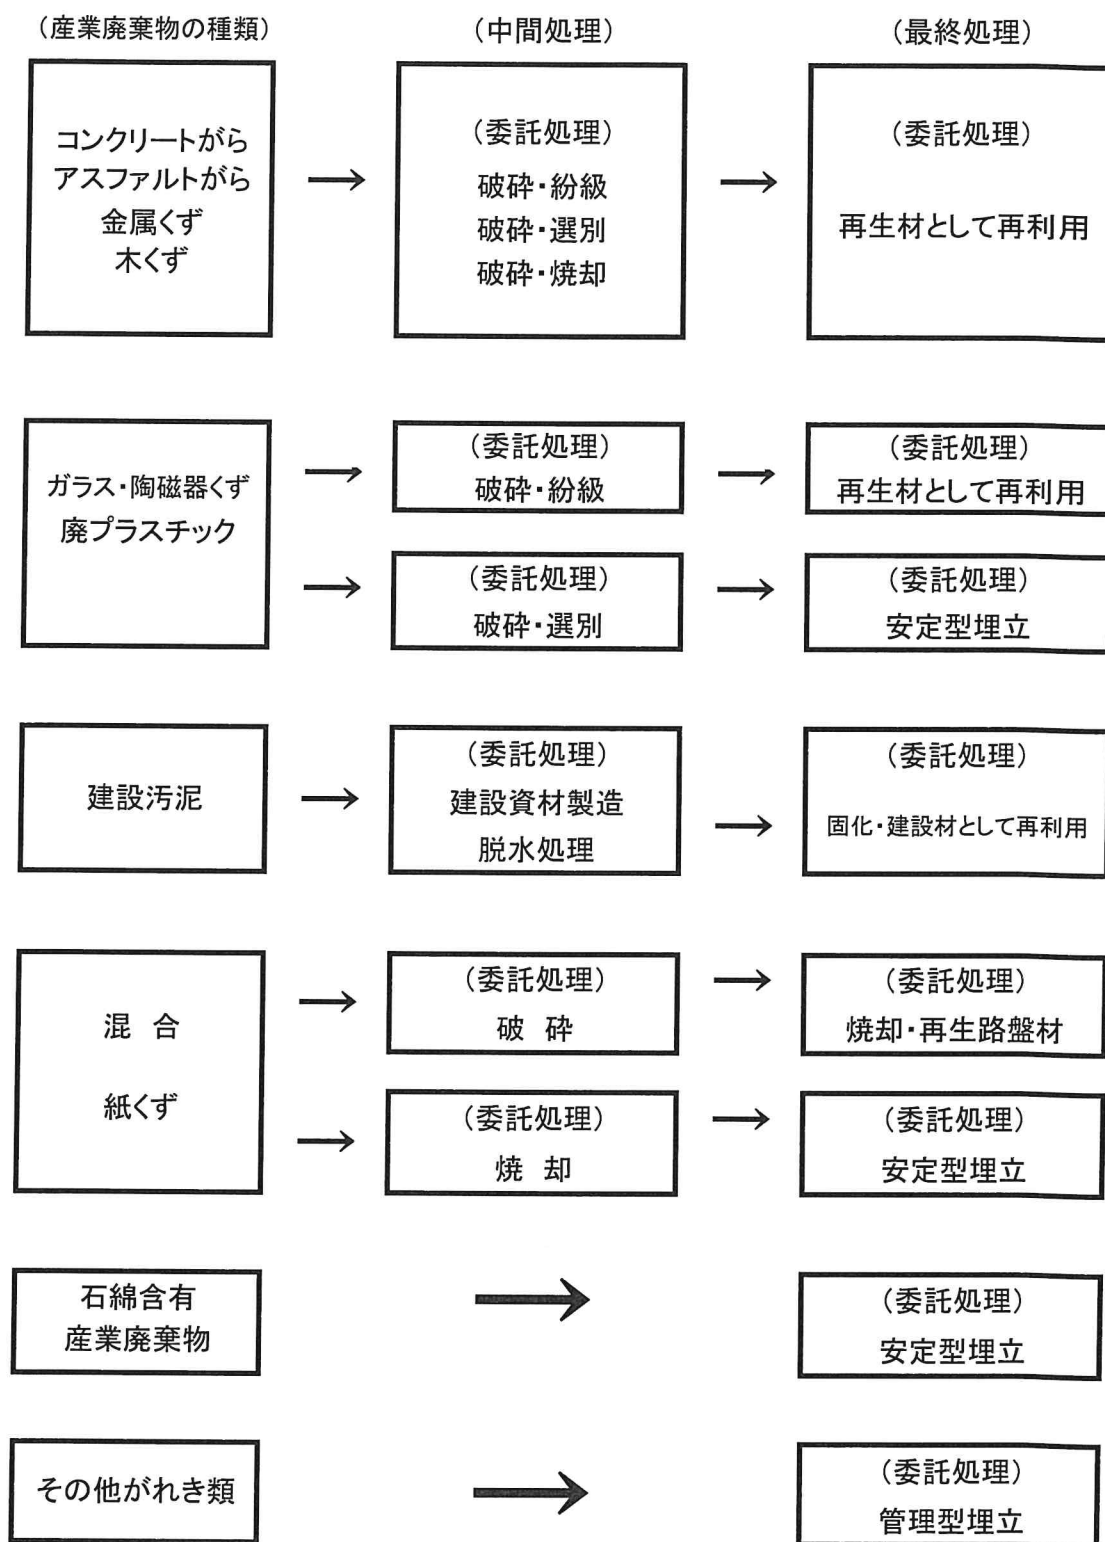 （産業廃棄物の種類）
（中間処理）
（最終処理）
コンクリートがら
アスファルトがら
金属くず
木くず
（委託処理）
破砕・紛級
破砕・選別
破砕・焼却
（委託処理）
再生材として再利用
ガラス・陶磁器くず
廃プラスチック
（委託処理）
破砕・紛級
（委託処理）
再生材として再利用
（委託処理）
破砕・選別
（委託処理）
安定型埋立
建設汚泥
（委託処理）
建設資材製造
脱水処理
（委託処理）
固化・建設材として再利用
混 合
紙くず
（委託処理）
破 砕
（委託処理）
焼却・再生路盤材
（委託処理）
焼 却
（委託処理）
安定型埋立
石綿含有
産業廃棄物
（委託処理）
安定型埋立
その他がれき類
（委託処理）
管理型埋立